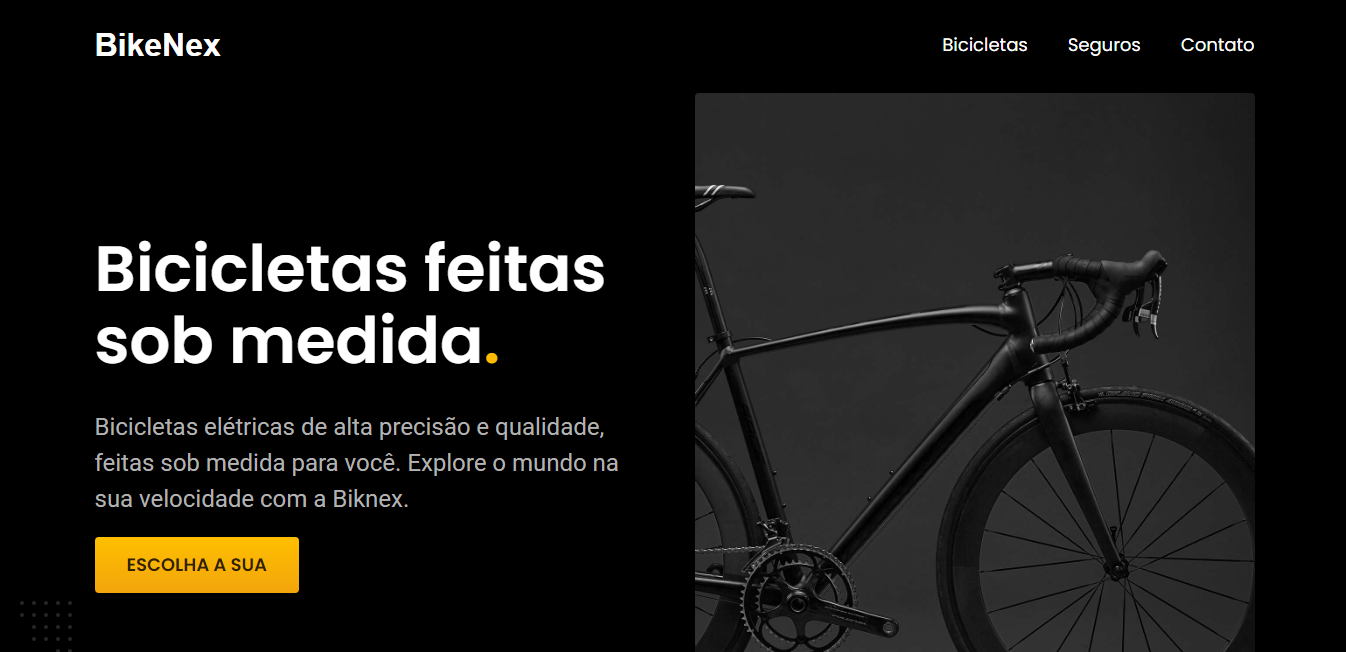 BikeNex
Bicicletas Seguros Contato
Bicicletas feitas
sob medida.
Bicicletas elétricas de alta precisão e qualidade,
feitas sob medida para você. Explore o mundo na
sua velocidade com a Biknex.
ESCOLHA A SUA